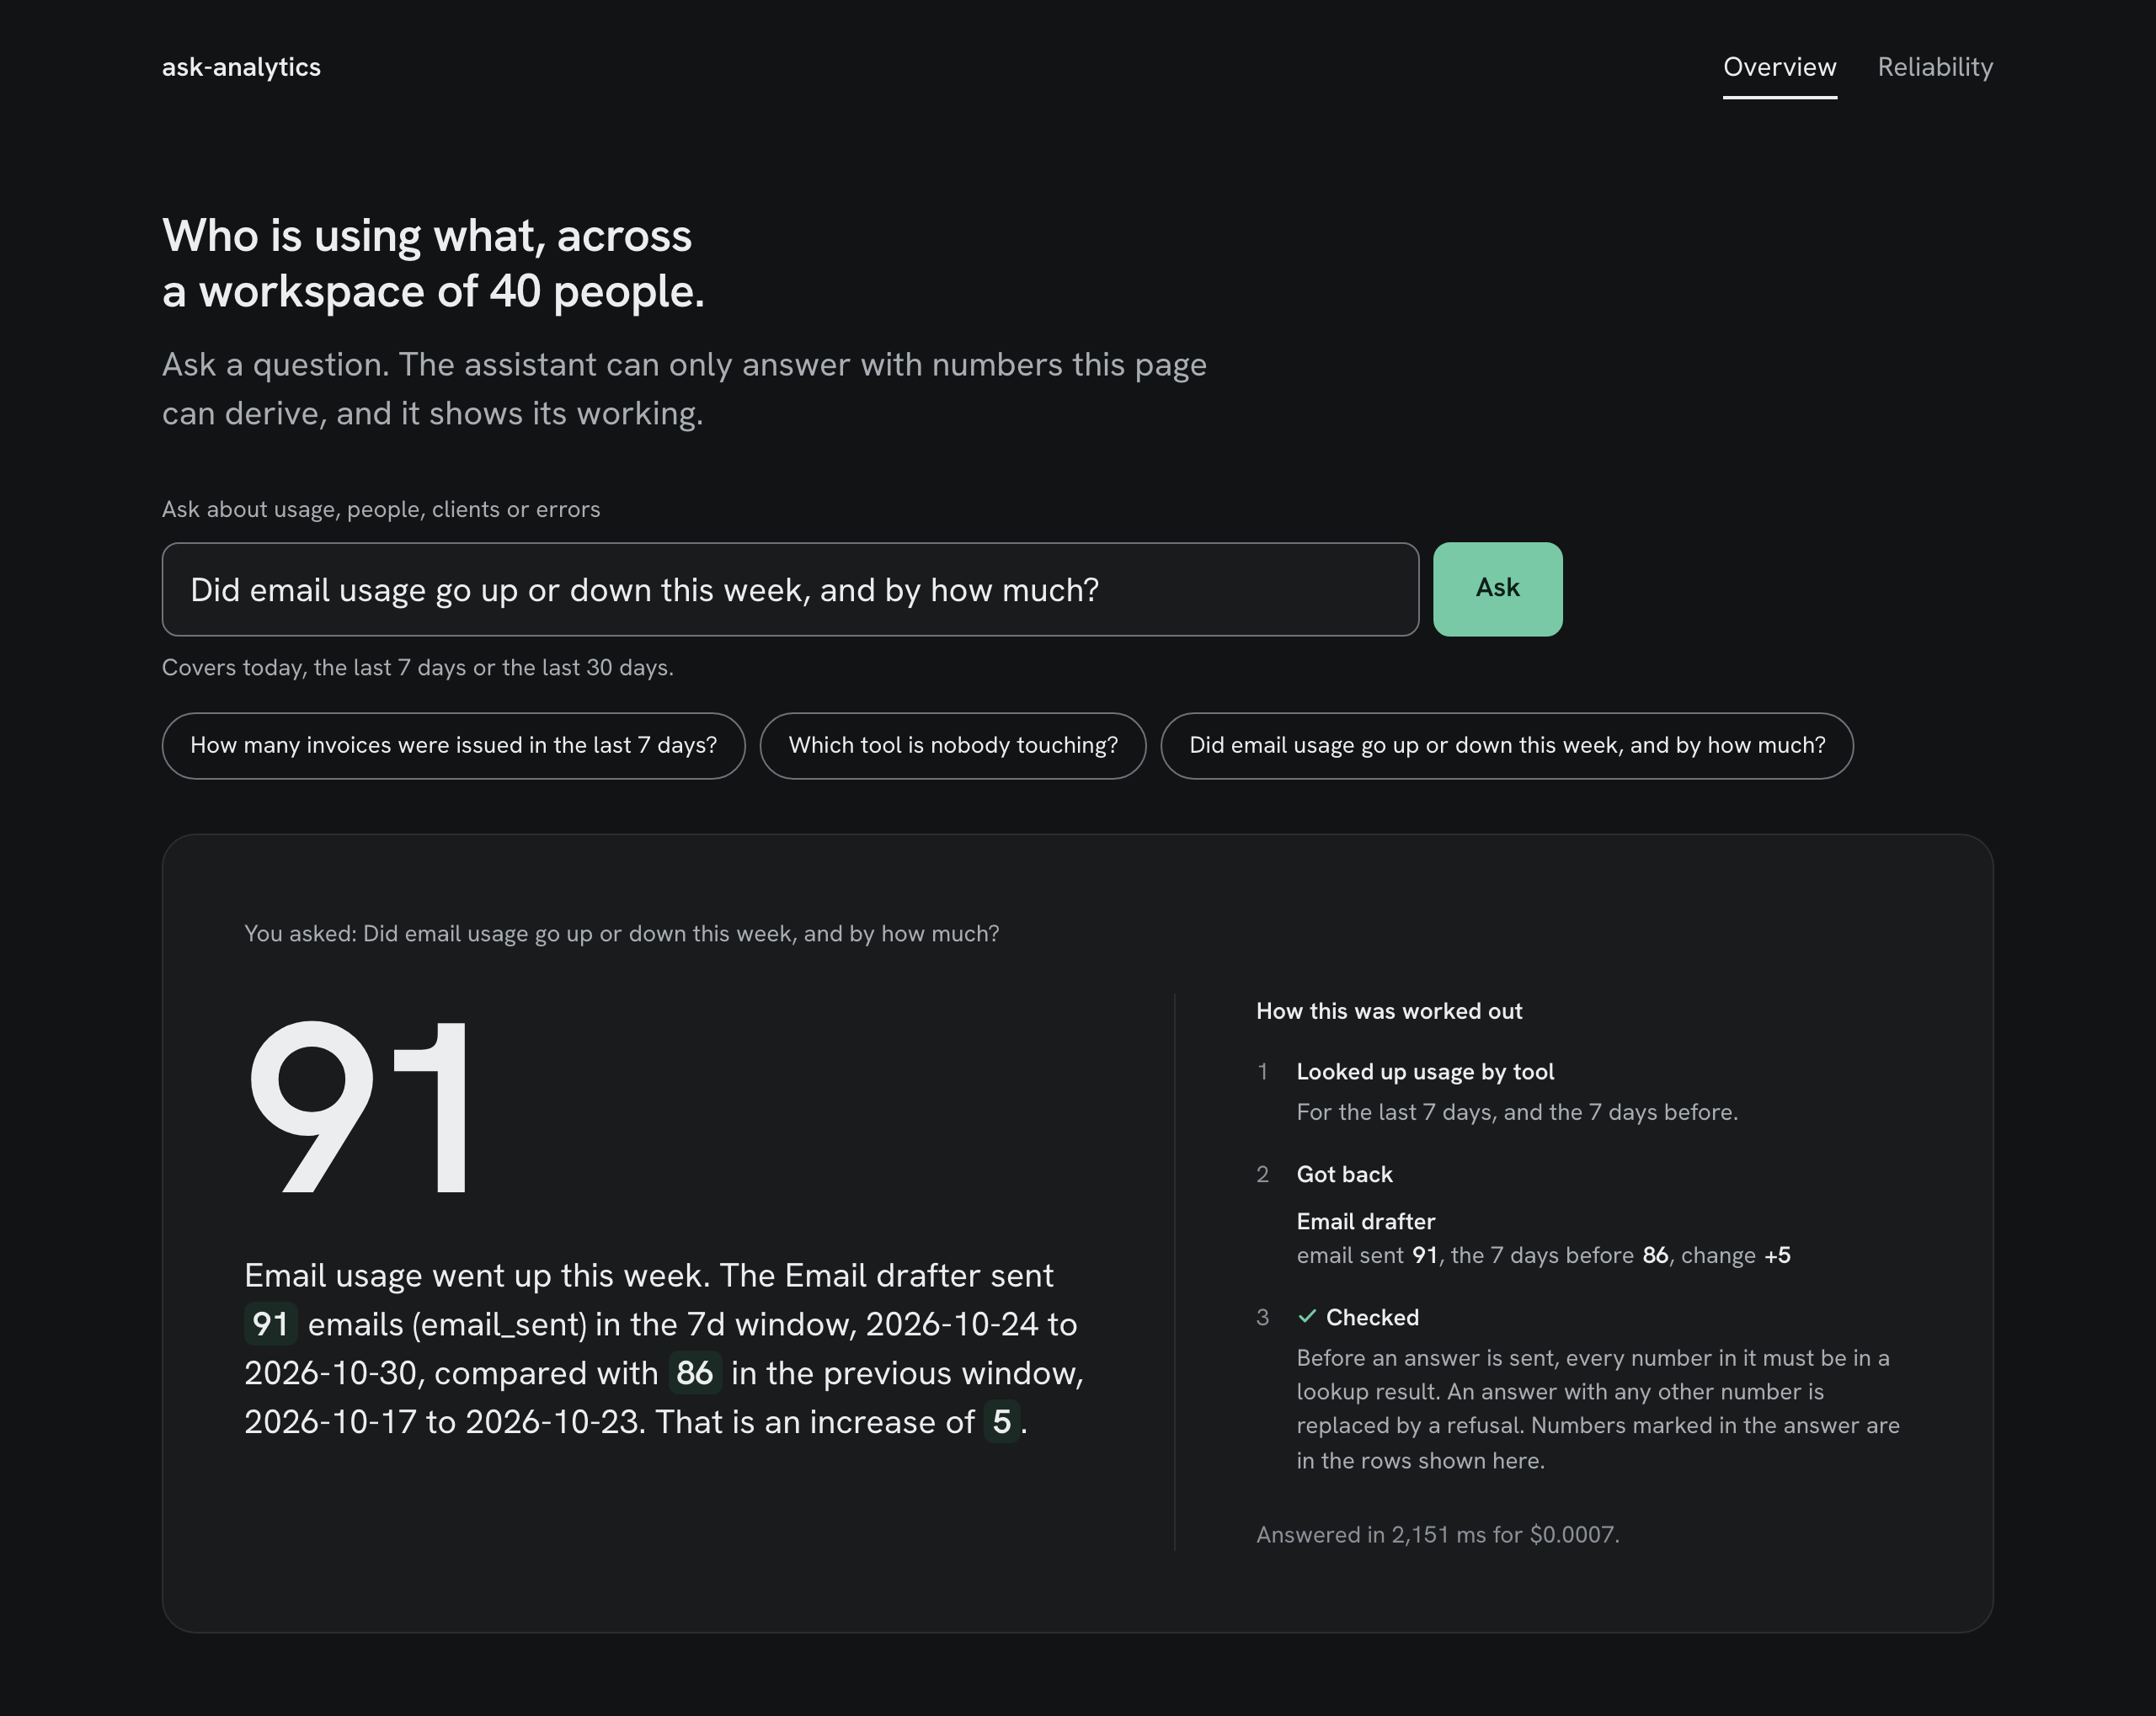 ask-analytics
Overview
Reliability
Who is using what, across
a workspace of 40 people.
Ask a question. The assistant can only answer with numbers this page
can derive, and it shows its working.
Ask about usage, people, clients or errors
Did email usage go up or down this week, and by how much?
Ask
Covers today, the last 7 days or the last 30 days.
How many invoices were issued in the last 7 days?
Which tool is nobody touching?
Did email usage go up or down this week, and by how much?
You asked: Did email usage go up or down this week, and by how much?
91
Email usage went up this week. The Email drafter sent
91 emails (email_sent) in the 7d window, 2026-10-24 to
2026-10-30, compared with 86 in the previous window,
2026-10-17 to 2026-10-23. That is an increase of 5.
How this was worked out
1 Looked up usage by tool
For the last 7 days, and the 7 days before.
2 Got back
Email drafter
email sent 91, the 7 days before 86, change +5
3 ✓ Checked
Before an answer is sent, every number in it must be in a
lookup result. An answer with any other number is
replaced by a refusal. Numbers marked in the answer are
in the rows shown here.
Answered in 2,151 ms for $0.0007.